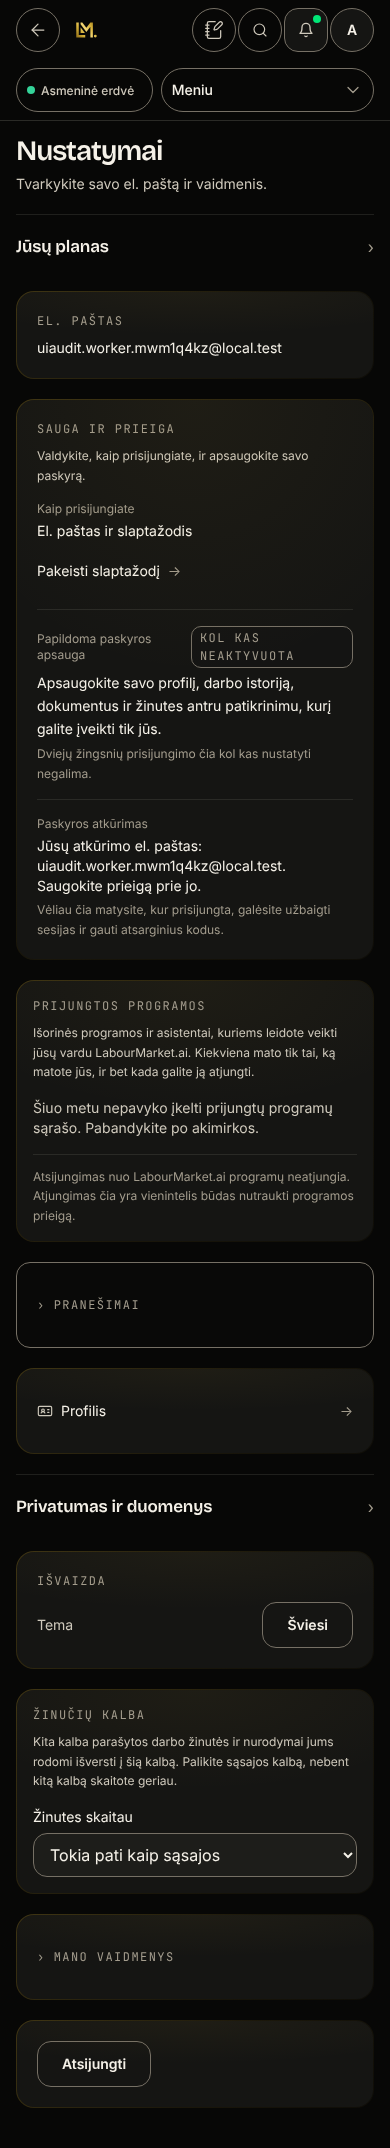 LM.
A
Asmeninė erdvė
Meniu
Nustatymai
Tvarkykite savo el. paštą ir vaidmenis.
Jūsų planas ›
EL. PAŠTAS
uiaudit.worker.mwm1q4kz@local.test
SAUGA IR PRIEIGA
Valdykite, kaip prisijungiate, ir apsaugokite savo
paskyrą.
Kaip prisijungiate
El. paštas ir slaptažodis
Pakeisti slaptažodį →
Papildoma paskyros
apsauga
KOL KAS
NEAKTYVUOTA
Apsaugokite savo profilį, darbo istoriją,
dokumentus ir žinutes antru patikrinimu, kurį
galite įveikti tik jūs.
Dviejų žingsnių prisijungimo čia kol kas nustatyti
negalima.
Paskyros atkūrimas
Jūsų atkūrimo el. paštas:
uiaudit.worker.mwm1q4kz@local.test.
Saugokite prieigą prie jo.
Vėliau čia matysite, kur prisijungta, galėsite užbaigti
sesijas ir gauti atsarginius kodus.
PRIJUNGTOS PROGRAMOS
Išorinės programos ir asistentai, kuriems leidote veikti
jūsų vardu LabourMarket.ai. Kiekviena mato tik tai, ką
matote jūs, ir bet kada galite ją atjungti.
Šiuo metu nepavyko įkelti prijungtų programų
sąrašo. Pabandykite po akimirkos.
Atsijungimas nuo LabourMarket.ai programų neatjungia.
Atjungimas čia yra vienintelis būdas nutraukti programos
prieigą.
› PRANEŠIMAI
Profilis →
Privatumas ir duomenys ›
IŠVAIZDA
Tema
Šviesi
ŽINUČIŲ KALBA
Kita kalba parašytos darbo žinutės ir nurodymai jums
rodomi išversti į šią kalbą. Palikite sąsajos kalbą, nebent
kitą kalbą skaitote geriau.
Žinutes skaitau
Tokia pati kaip sąsajos
› MANO VAIDMENYS
Atsijungti